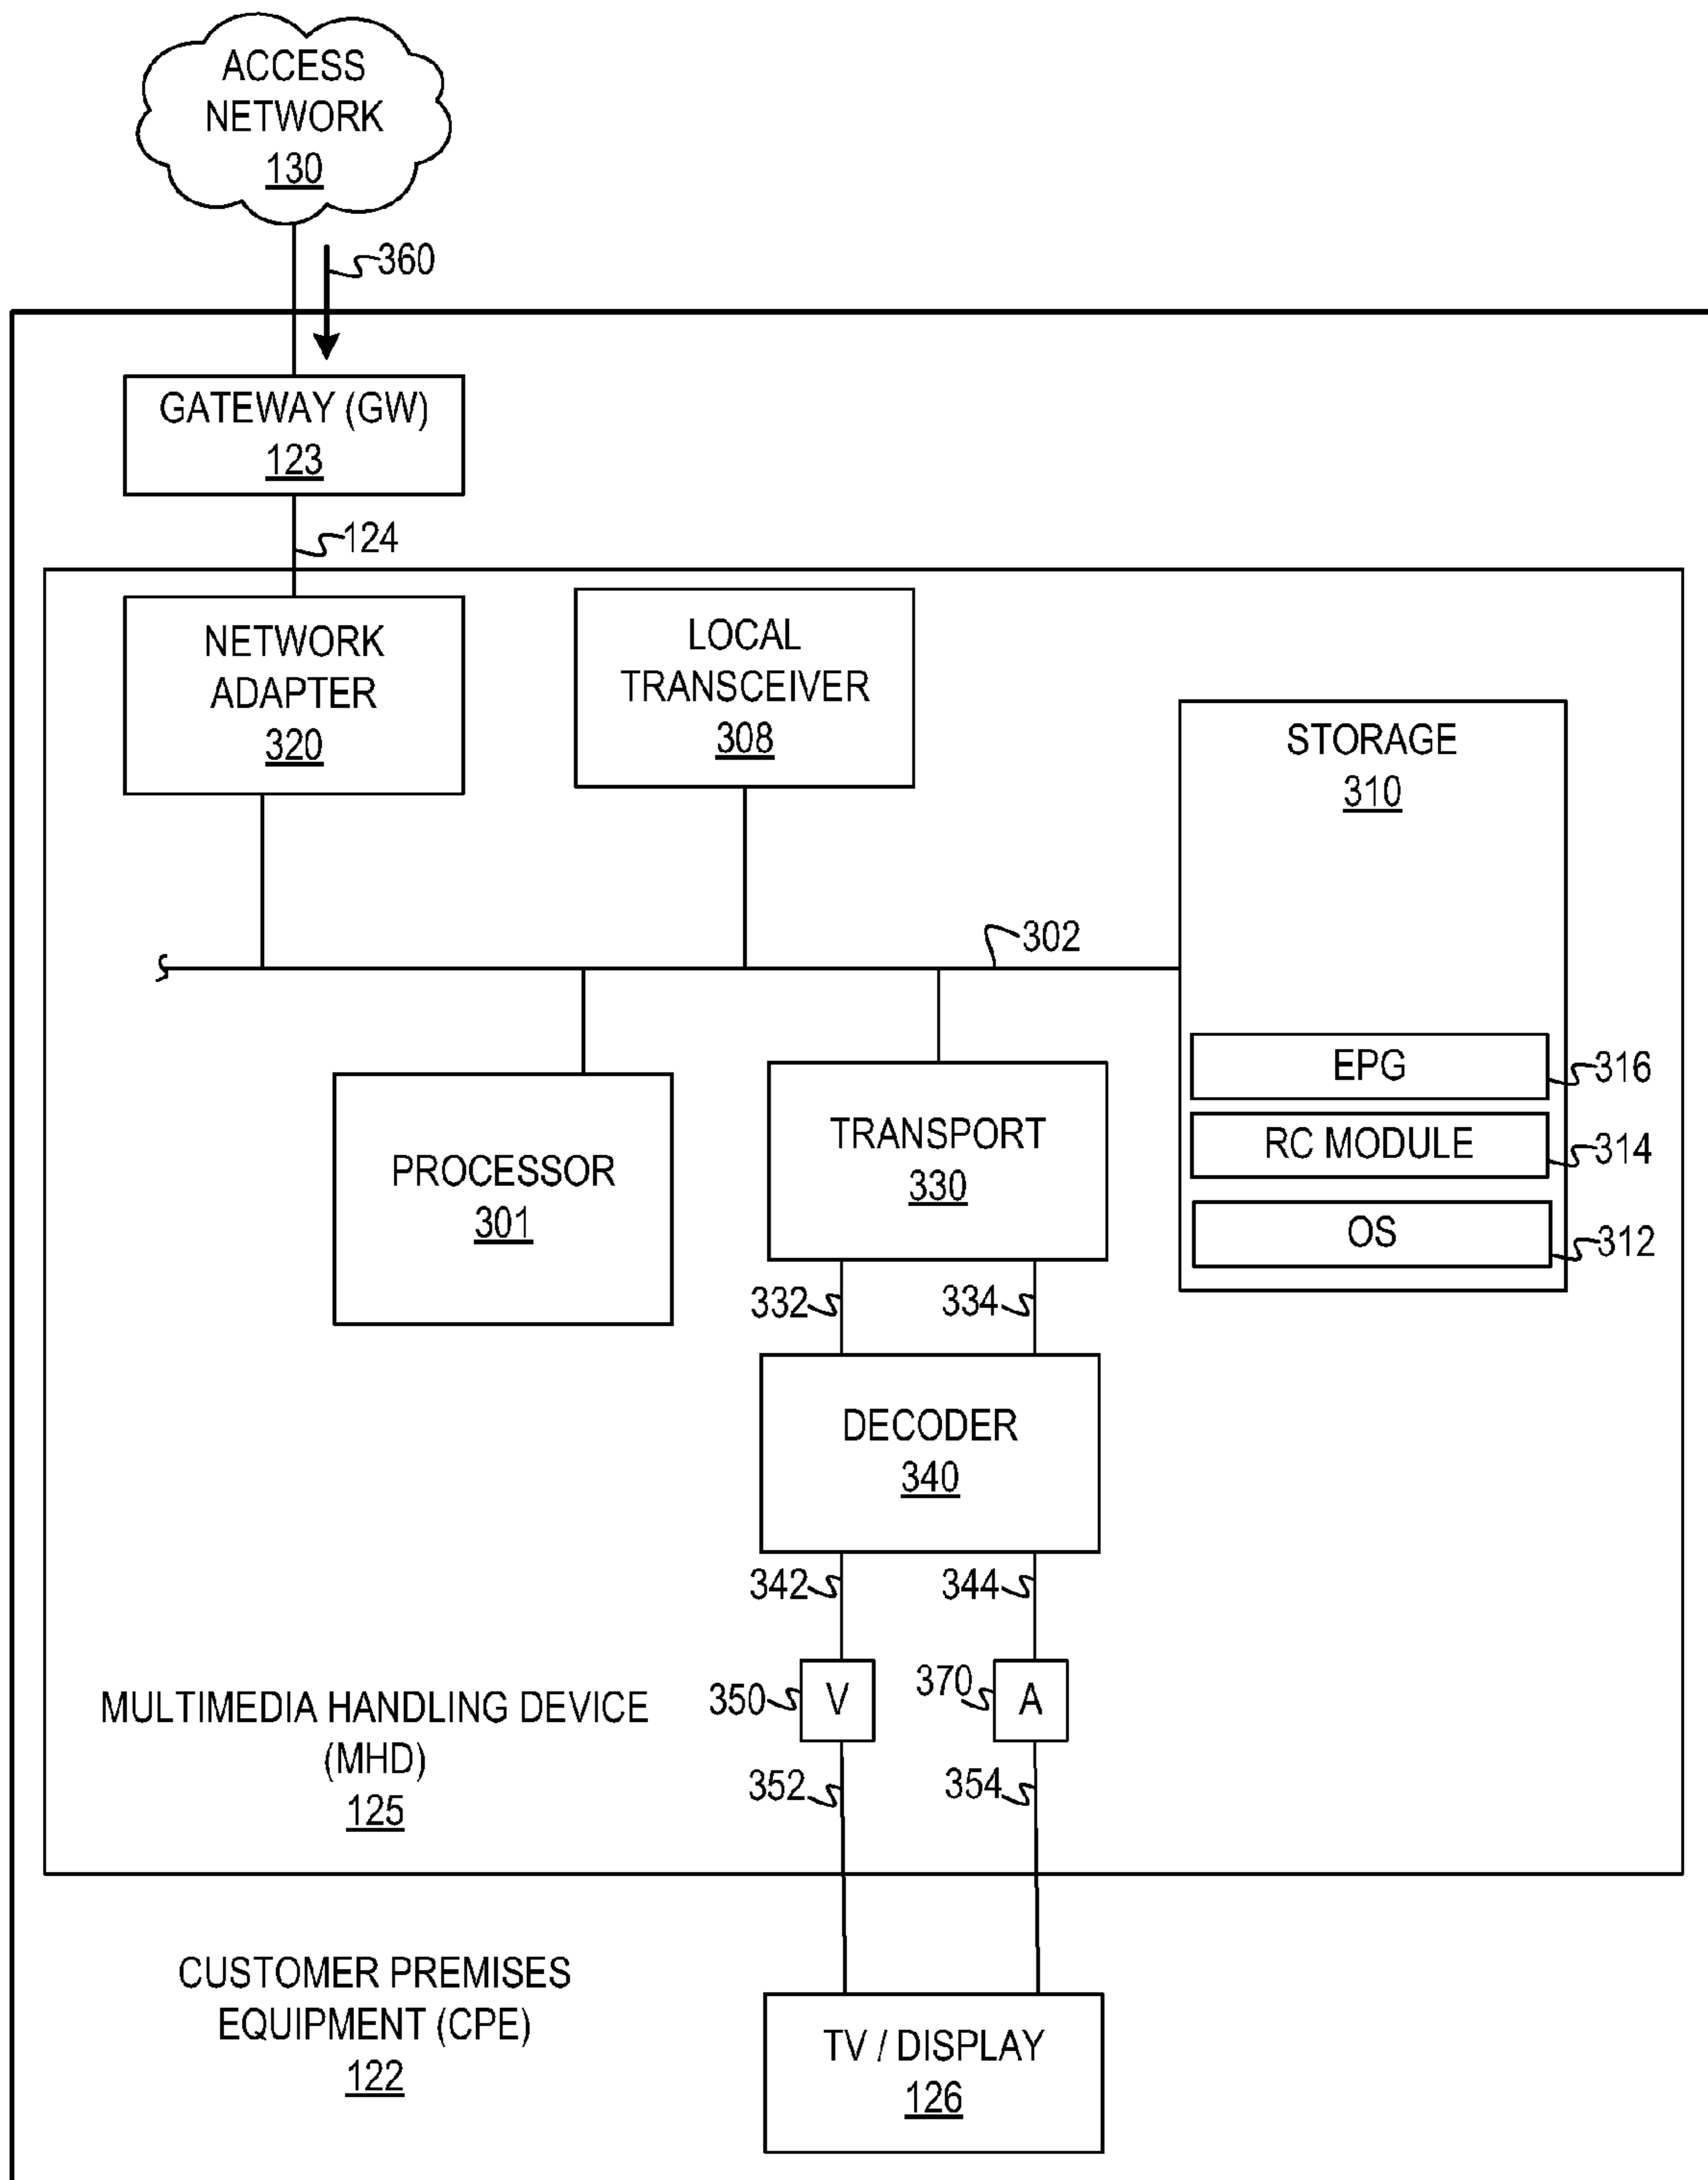 ACCESS
NETWORK
130
360
GATEWAY (GW)
123
124
NETWORK
ADAPTER
320
LOCAL
TRANSCEIVER
308
STORAGE
310
302
EPG
316
RC MODULE
314
OS
312
PROCESSOR
301
TRANSPORT
330
332
334
DECODER
340
342
344
350
V
370
A
352
354
MULTIMEDIA HANDLING DEVICE
(MHD)
125
CUSTOMER PREMISES
EQUIPMENT (CPE)
122
TV / DISPLAY
126